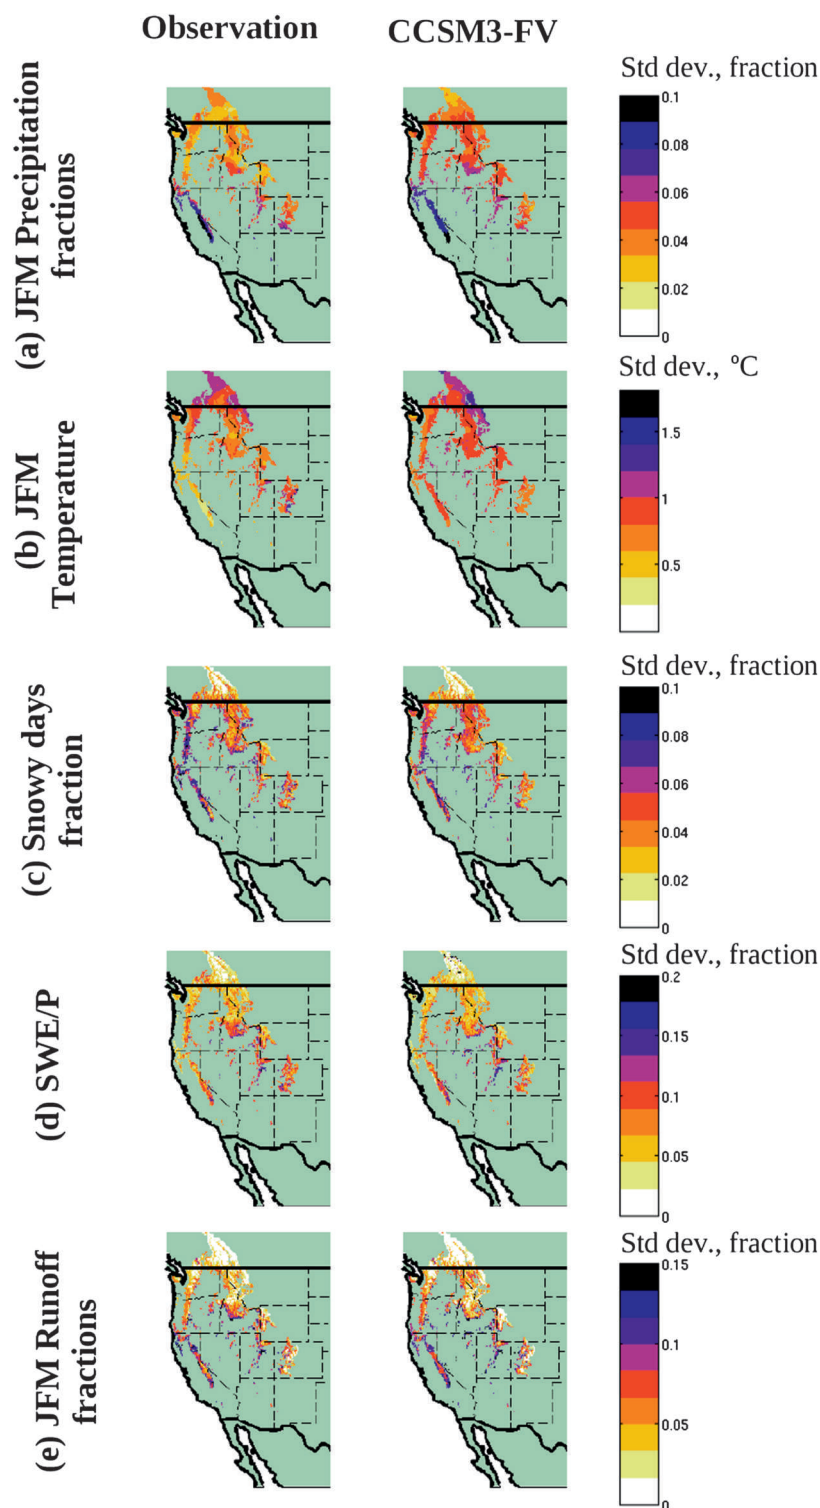 Observation CCSM3-FV
Std dev., fraction
(a) JFM Precipitation
fractions
0.1
0.08
0.06
0.04
0.02
0
Std dev., ºC
(b) JFM
Temperature
1.5
1
0.5
Std dev., fraction
(c) Snowy days
fraction
0.1
0.08
0.06
0.04
0.02
0
Std dev., fraction
(d) SWE/P
0.2
0.15
0.1
0.05
0
Std dev., fraction
(e) JFM Runoff
fractions
0.15
0.1
0.05
0